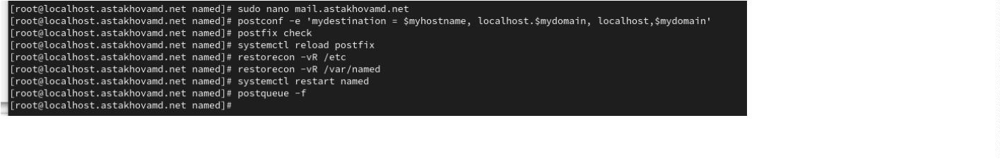 [root@localhost.astakhovamd.net named]# sudo nano mail.astakhovamd.net
[root@localhost.astakhovamd.net named]# postconf -e 'mydestination = $myhostname, localhost.$mydomain, localhost,$mydomain'
[root@localhost.astakhovamd.net named]# postfix check
[root@localhost.astakhovamd.net named]# systemctl reload postfix
[root@localhost.astakhovamd.net named]# restorecon -vR /etc
[root@localhost.astakhovamd.net named]# restorecon -vR /var/named
[root@localhost.astakhovamd.net named]# systemctl restart named
[root@localhost.astakhovamd.net named]# postqueue -f
[root@localhost.astakhovamd.net named]#